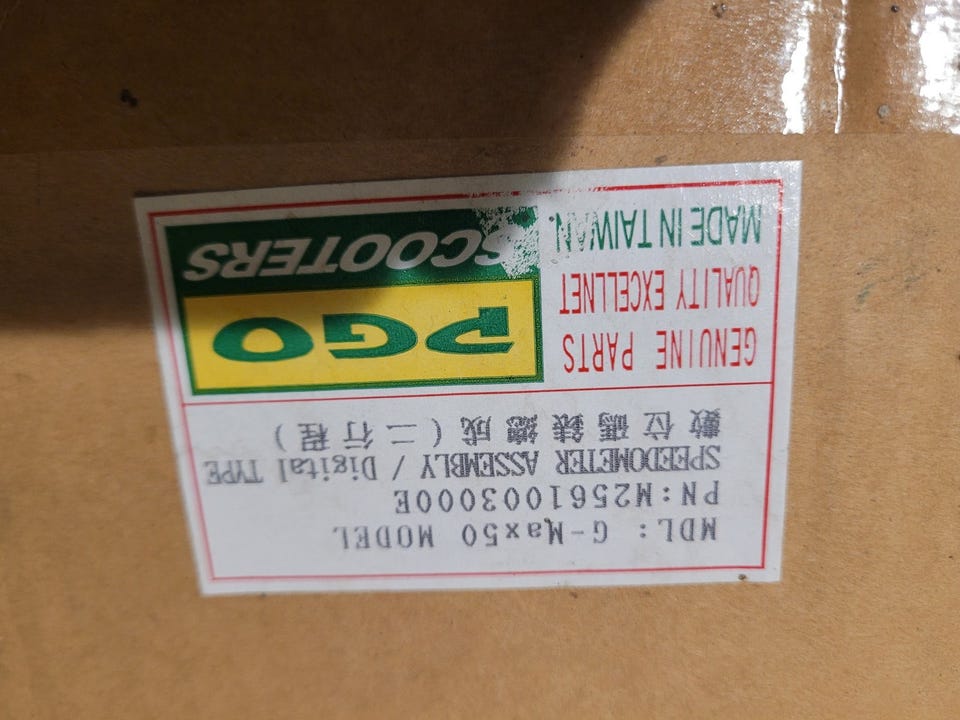 MDL: G-Max50 MODEL
PN:M2561003000E
SPEEDOMETER ASSEMBLY / Digital TYPE
數位碼錶總成(二行程)
GENUINE PARTS
QUALITY EXCELLNET
MADE IN TAIWAN.
PGO
SCOOTERS